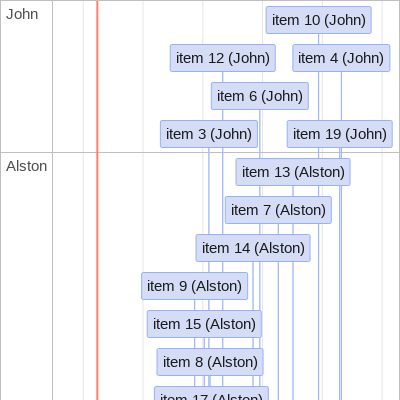 John
item 10 (John)
item 12 (John)
item 4 (John)
item 6 (John)
item 3 (John)
item 19 (John)
Alston
item 13 (Alston)
item 7 (Alston)
item 14 (Alston)
item 9 (Alston)
item 15 (Alston)
item 8 (Alston)
item 17 (Alston)